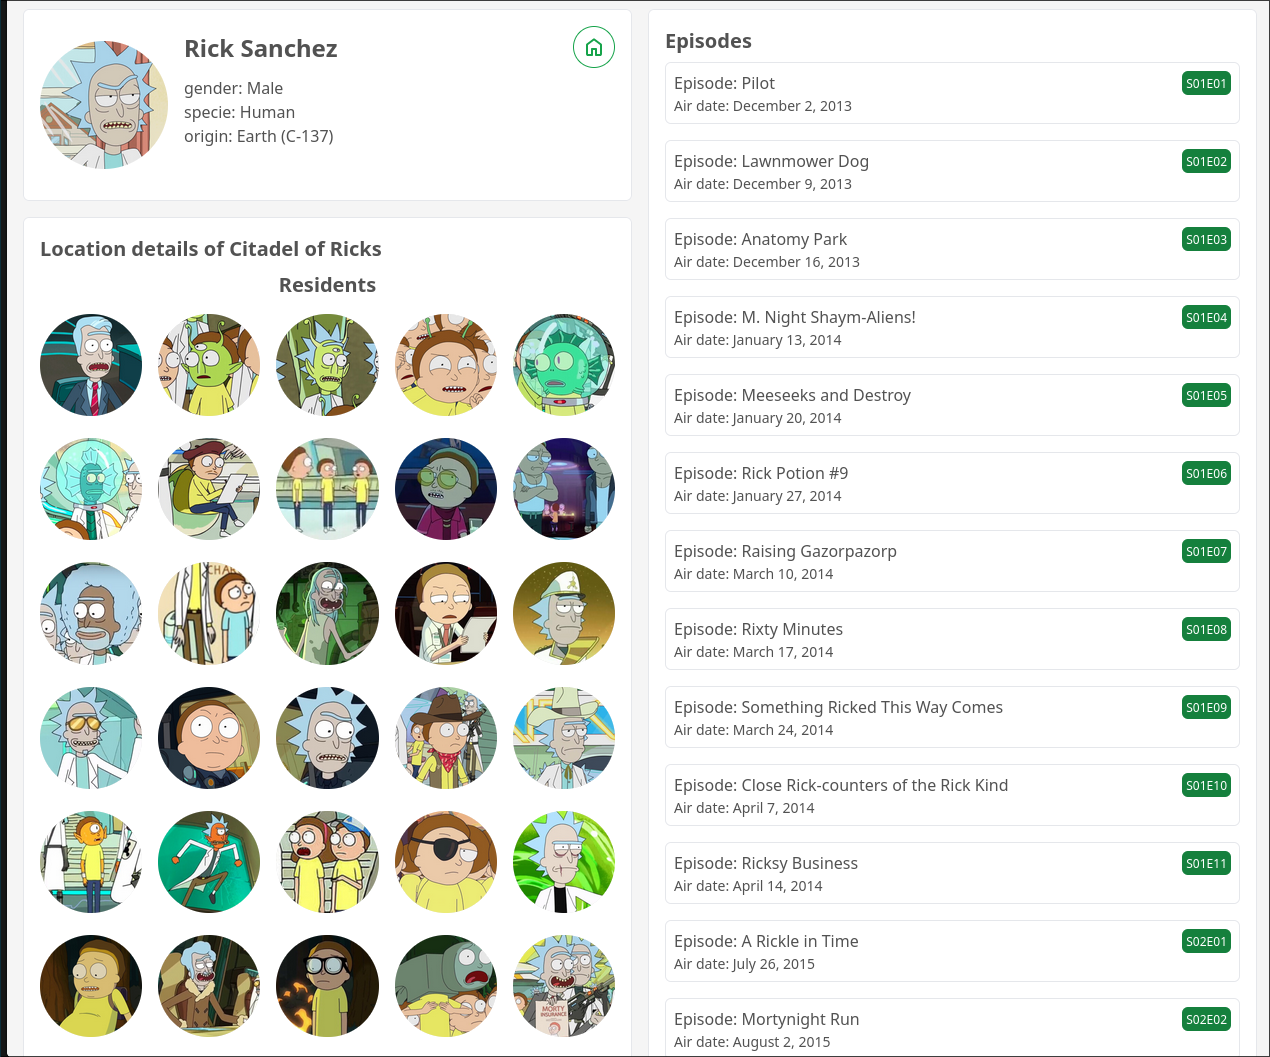 Rick Sanchez
gender: Male
specie: Human
origin: Earth (C-137)
Location details of Citadel of Ricks
Residents
CHAR
MORTY
INSURANCE
Episodes
Episode: Pilot
S01E01
Air date: December 2, 2013
Episode: Lawnmower Dog
S01E02
Air date: December 9, 2013
Episode: Anatomy Park
S01E03
Air date: December 16, 2013
Episode: M. Night Shaym-Aliens!
S01E04
Air date: January 13, 2014
Episode: Meeseeks and Destroy
S01E05
Air date: January 20, 2014
Episode: Rick Potion #9
S01E06
Air date: January 27, 2014
Episode: Raising Gazorpazorp
S01E07
Air date: March 10, 2014
Episode: Rixty Minutes
S01E08
Air date: March 17, 2014
Episode: Something Ricked This Way Comes
S01E09
Air date: March 24, 2014
Episode: Close Rick-counters of the Rick Kind
S01E10
Air date: April 7, 2014
Episode: Ricksy Business
S01E11
Air date: April 14, 2014
Episode: A Rickle in Time
S02E01
Air date: July 26, 2015
Episode: Mortynight Run
S02E02
Air date: August 2, 2015